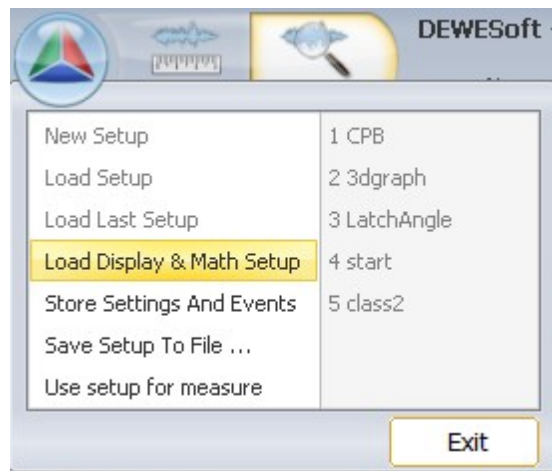 DEWESoft
New Setup
Load Setup
Load Last Setup
Load Display & Math Setup
Store Settings And Events
Save Setup To File ...
Use setup for measure
1 CPB
2 3dgraph
3 LatchAngle
4 start
5 class2
Exit